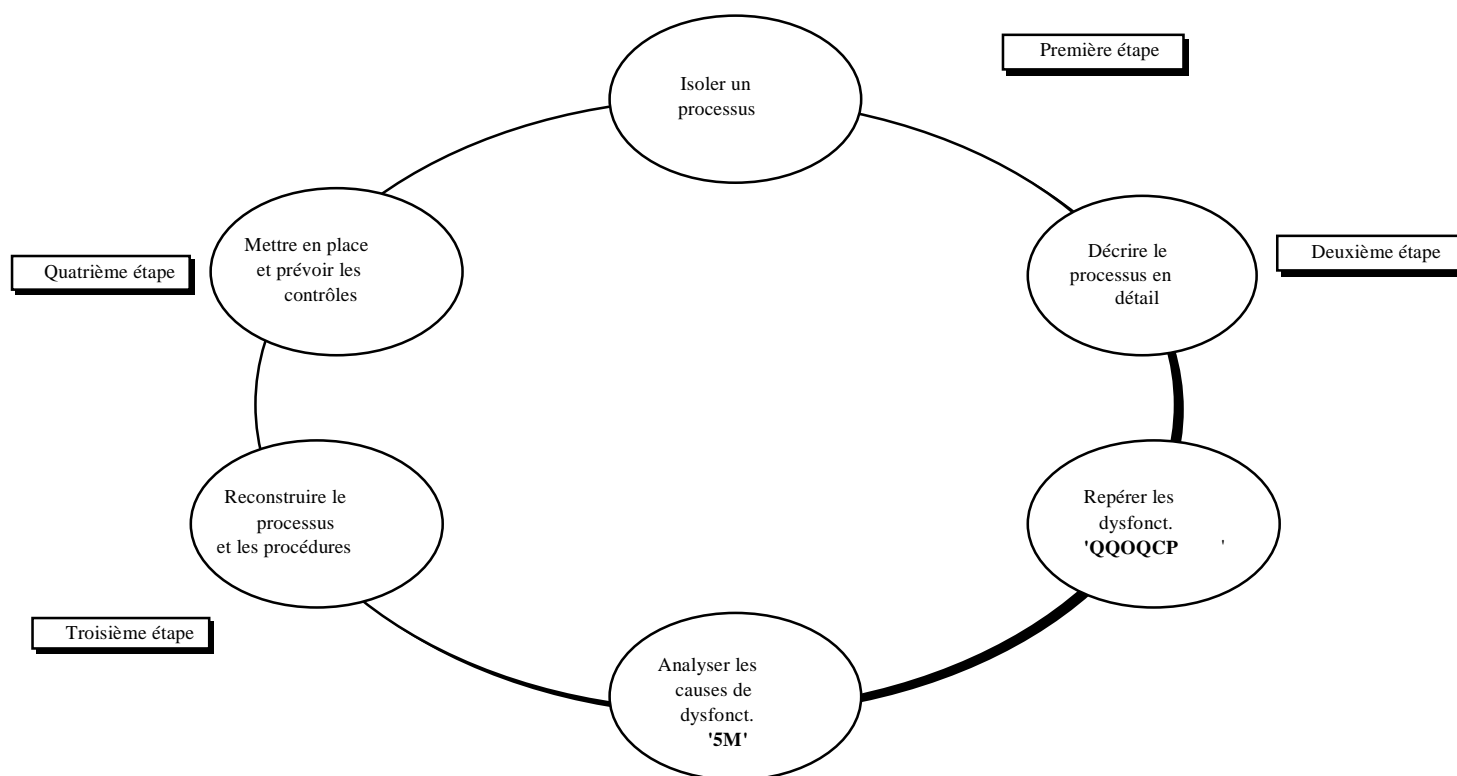 Première étape
Isoler un
processus
Décrire le
processus en
détail
Deuxième étape
Repérer les
dysfonct.
'QQOQCP '
Analyser les
causes de
dysfonct.
'5M'
Troisième étape
Reconstruire le
processus
et les procédures
Quatrième étape
Mettre en place
et prévoir les
contrôles